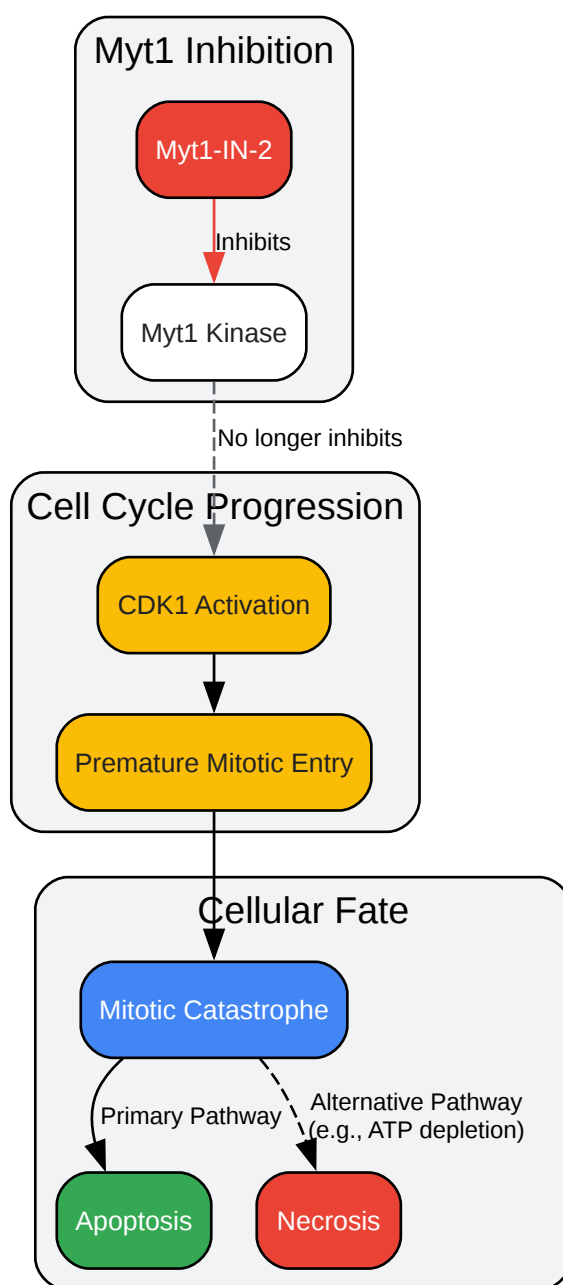 Myt1 Inhibition
Myt1-IN-2
Inhibits
Myt1 Kinase
No longer inhibits
Cell Cycle Progression
CDK1 Activation
Premature Mitotic Entry
Cellular Fate
Mitotic Catastrophe
Primary Pathway
Alternative Pathway
(e.g., ATP depletion)
Apoptosis
Necrosis